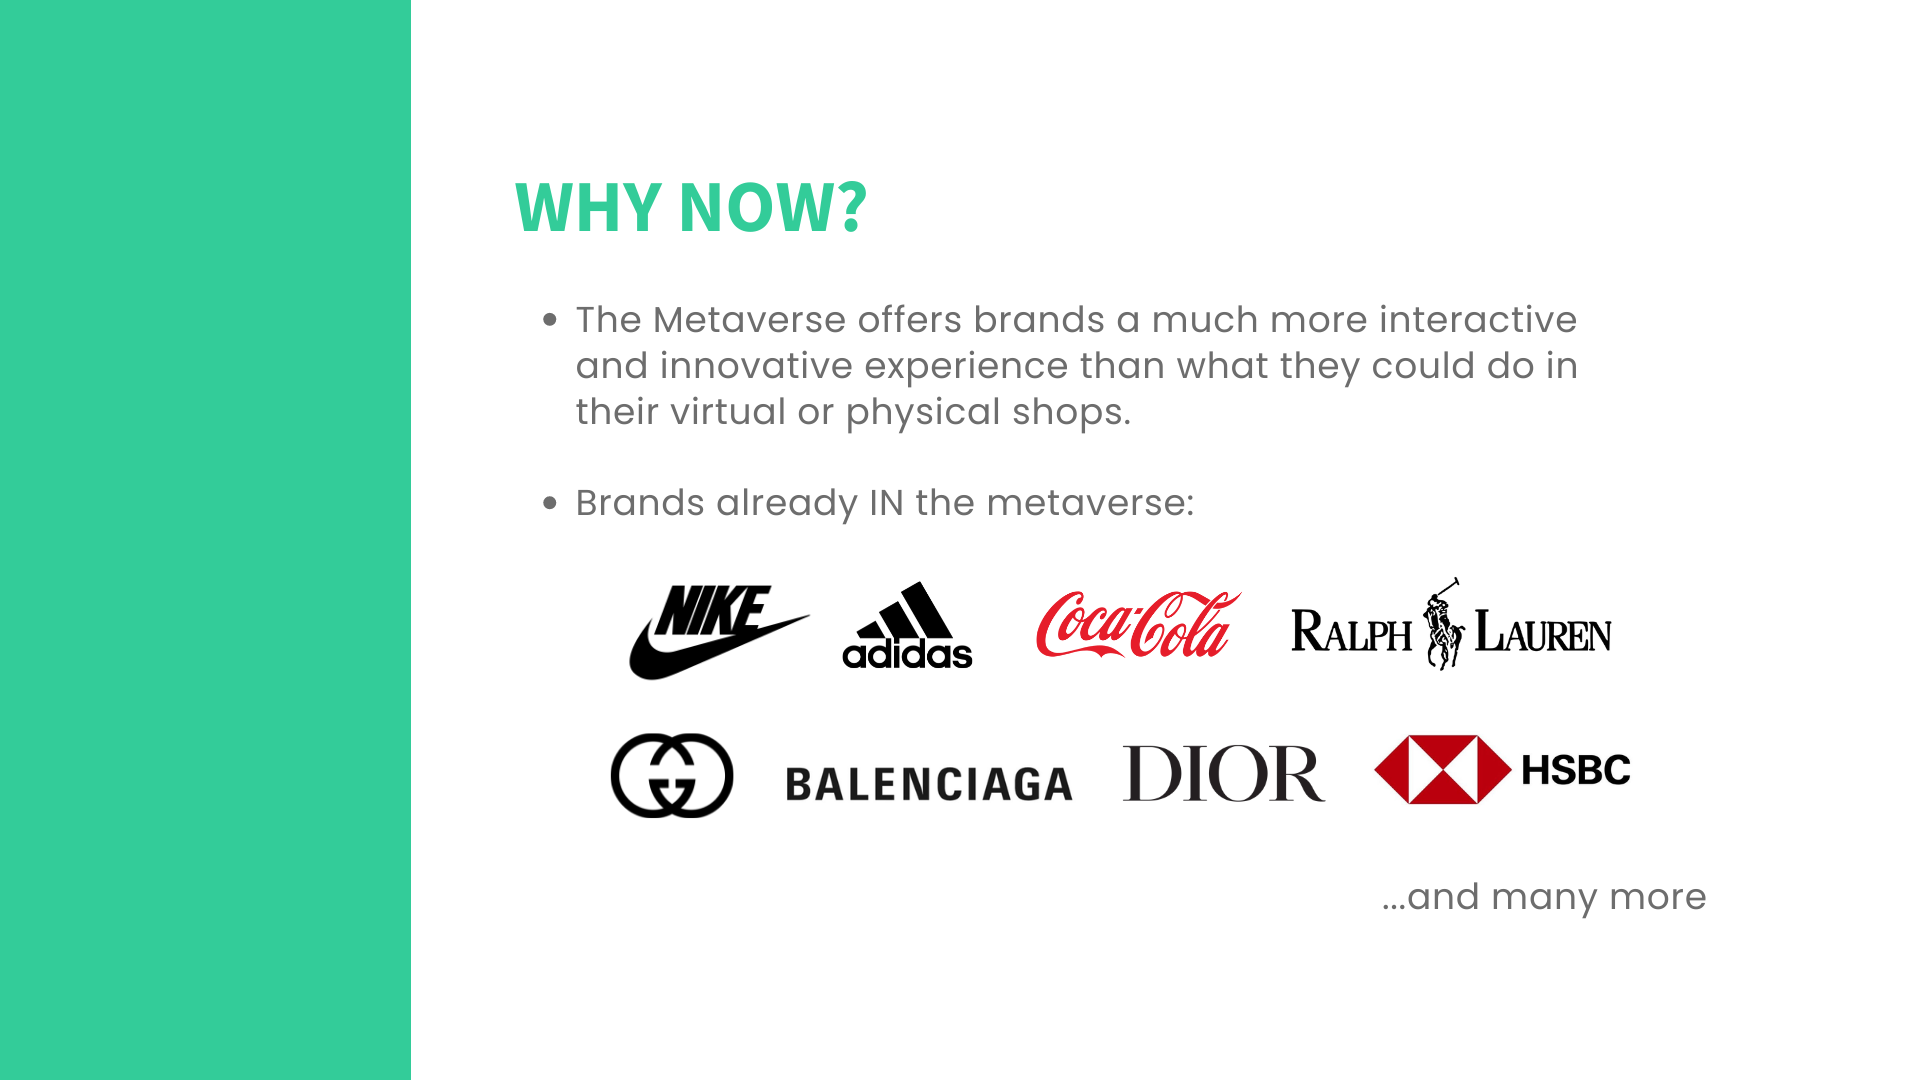 WHY NOW?
• The Metaverse offers brands a much more interactive
and innovative experience than what they could do in
their virtual or physical shops.
• Brands already IN the metaverse:
NIKE adidas Coca-Cola RALPH LAUREN
BALENCIAGA DIOR HSBC
...and many more